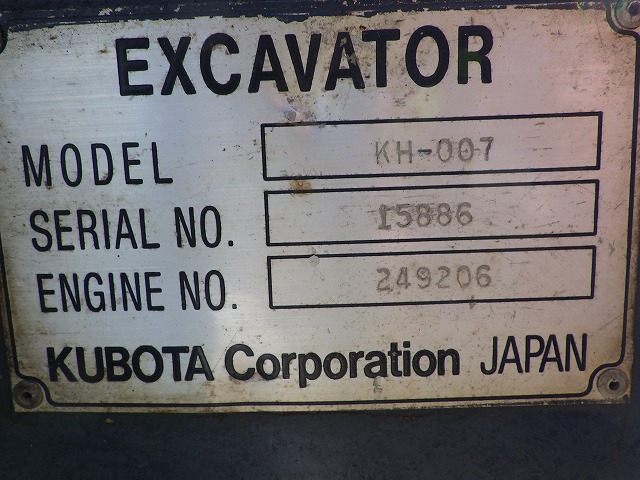 EXCAVATOR
MODEL KH-007
SERIAL NO. 15886
ENGINE NO. 249206
KUBOTA Corporation JAPAN